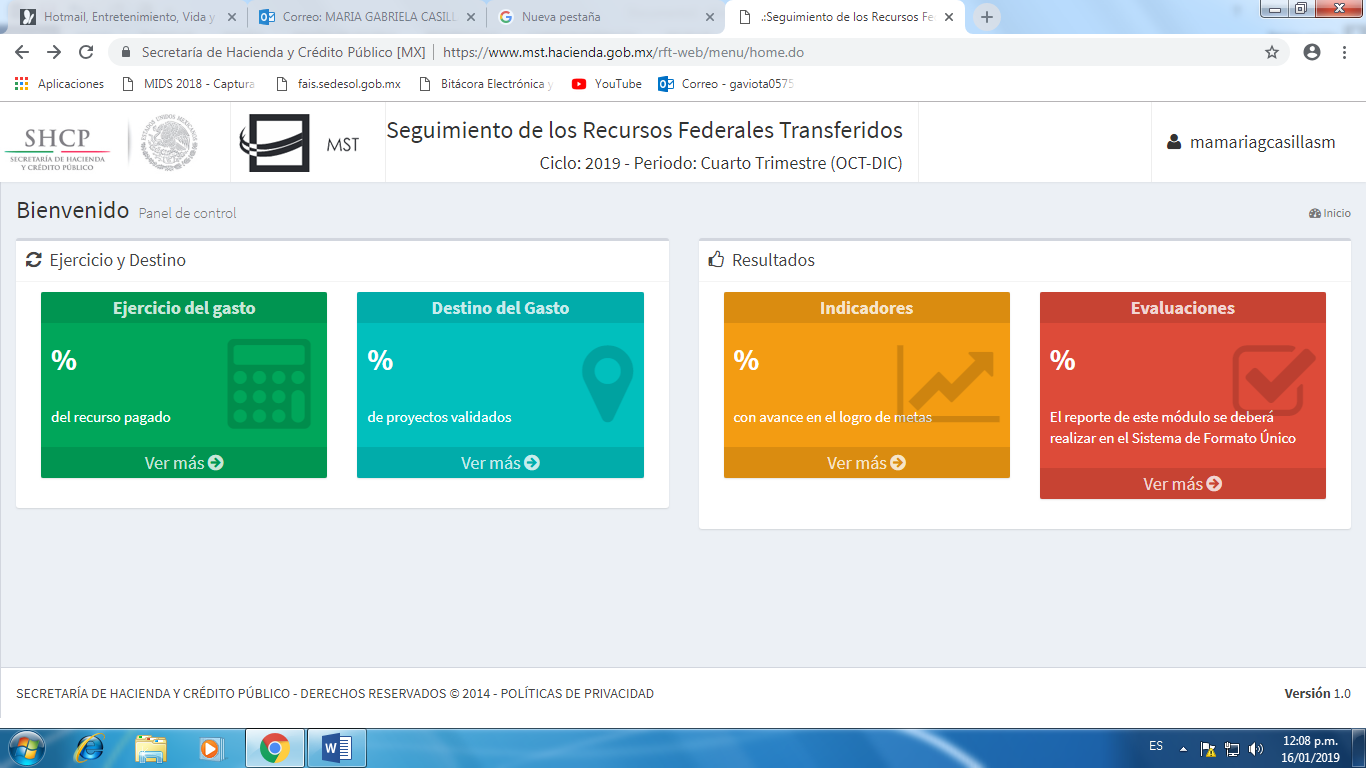 Hotmail, Entretenimiento, Vida y
Correo: MARIA GABRIELA CASILL
Nueva pestaña
.:Seguimiento de los Recursos Fe
Secretaría de Hacienda y Crédito Público [MX]
https://www.mst.hacienda.gob.mx/rft-web/menu/home.do
Aplicaciones
MIDS 2018 - Captura
fais.sedesol.gob.mx
Bitácora Electrónica y
YouTube
Correo - gaviota0575
SHCP
SECRETARÍA DE HACIENDA
Y CRÉDITO PÚBLICO
ESTADOS UNIDOS MEXICANOS
MST
Seguimiento de los Recursos Federales Transferidos
Ciclo: 2019 - Periodo: Cuarto Trimestre (OCT-DIC)
mamariagcasillasm
Bienvenido Panel de control
Inicio
Ejercicio y Destino
Ejercicio del gasto
%
del recurso pagado
Ver más
Destino del Gasto
%
de proyectos validados
Ver más
Resultados
Indicadores
%
con avance en el logro de metas
Ver más
Evaluaciones
%
El reporte de este módulo se deberá
realizar en el Sistema de Formato Único
Ver más
SECRETARÍA DE HACIENDA Y CRÉDITO PÚBLICO - DERECHOS RESERVADOS © 2014 - POLÍTICAS DE PRIVACIDAD
Versión 1.0
ES
12:08 p.m.
16/01/2019